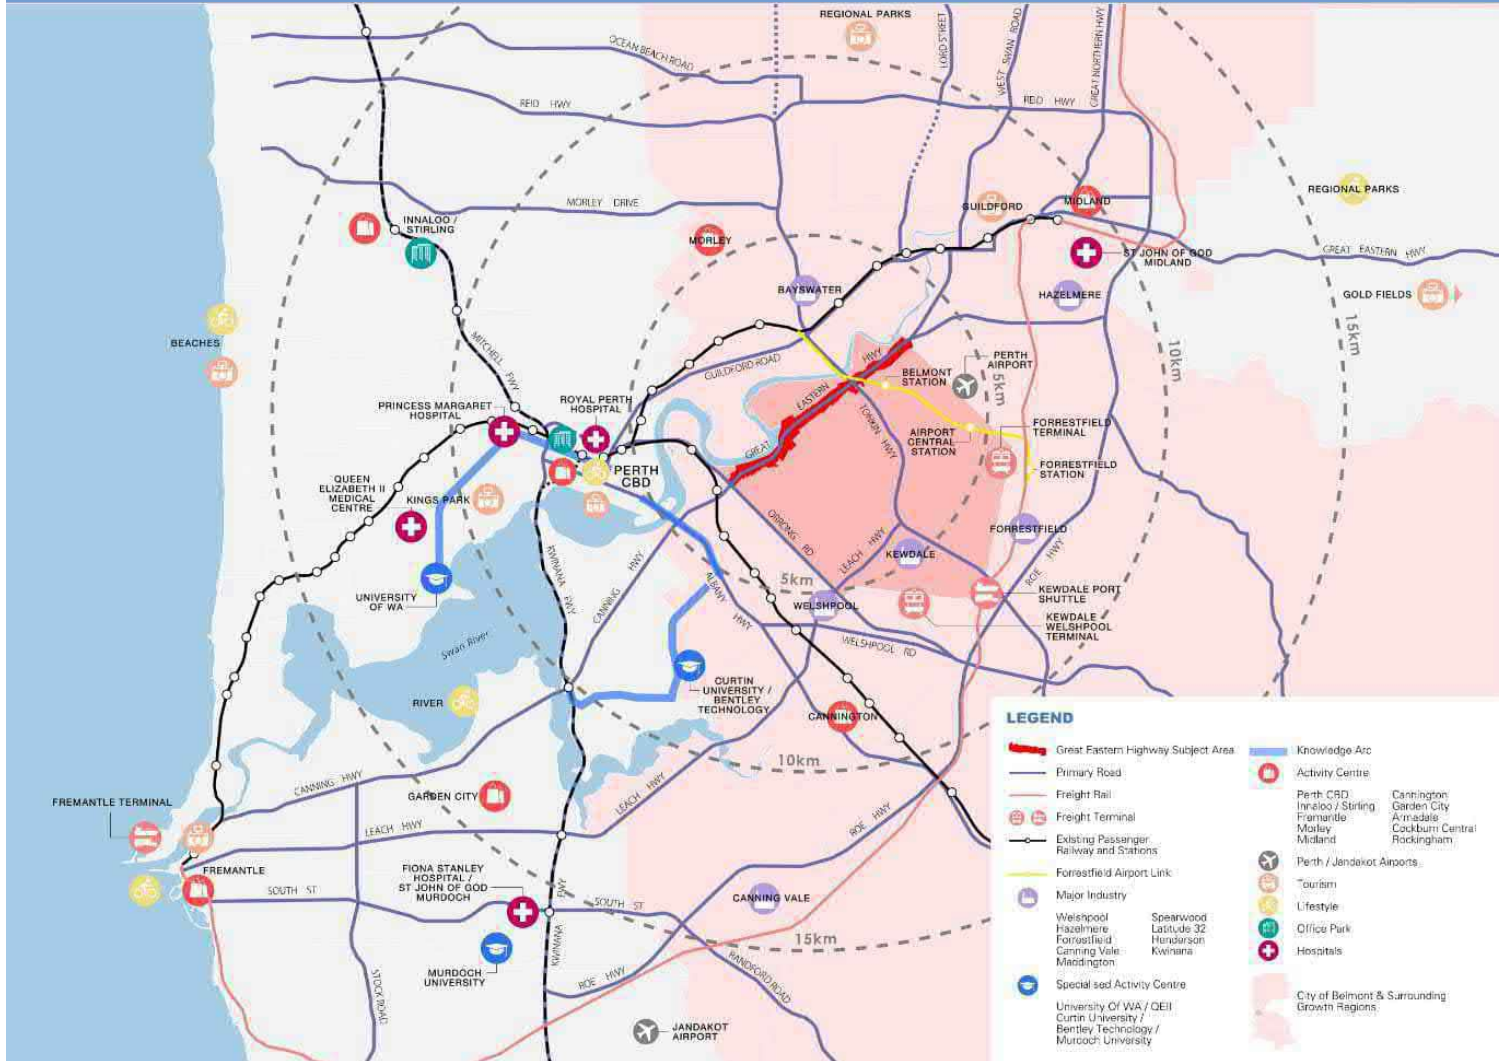 REGIONAL PARKS
OCEAN BEACH ROAD
LORD STREET
WEST SWAN ROAD
GREAT NORTHERN HWY
REID HWY
REID HWY
REGIONAL PARKS
MORLEY DRIVE
GUILDFORD
MIDLAND
INNALOO /
STIRLING
MORLEY
ST JOHN OF GOD
MIDLAND
GREAT EASTERN HWY
BAYSWATER
HAZELMERE
GOLD FIELDS
BEACHES
MITCHELL FWY
15km
10km
5km
GUILDFORD ROAD
HWY
EASTERN
GREAT
PERTH
AIRPORT
BELMONT
STATION
TONKIN HWY
PRINCESS MARGARET
HOSPITAL
ROYAL PERTH
HOSPITAL
AIRPORT
CENTRAL
STATION
FORRESTFIELD
TERMINAL
PERTH
CBD
FORRESTFIELD
STATION
QUEEN
ELIZABETH II
MEDICAL
CENTRE
KINGS PARK
ORRONG RD
FORRESTFIELD
LEACH HWY
KEWDALE
ROE HWY
KWINANA FWY
CANNING HWY
5km
ALBANY HWY
UNIVERSITY
OF WA
WELSHPOOL
KEWDALE PORT
SHUTTLE
KEWDALE
WELSHPOOL
TERMINAL
Swan River
WELSHPOOL RD
RIVER
CURTIN
UNIVERSITY /
BENTLEY
TECHNOLOGY
CANNINGTON
10km
CANNING HWY
GARDEN CITY
LEACH HWY
FREMANTLE TERMINAL
LEACH HWY
ROE HWY
FREMANTLE
FIONA STANLEY
HOSPITAL /
ST JOHN OF GOD
MURDOCH
SOUTH ST
SOUTH ST
CANNING VALE
15km
KWINANA FWY
MURDOCH
UNIVERSITY
ROE HWY
RANDFORD ROAD
STOCK ROAD
JANDAKOT
AIRPORT
LEGEND
Great Eastern Highway Subject Area
Primary Road
Freight Rail
Freight Terminal
Existing Passenger
Railway and Stations
Forrestfield Airport Link
Major Industry
Welshpool Spearwood
Hazelmere Latitude 32
Forrestfield Henderson
Canning Vale Kwinana
Maddington
Specialised Activity Centre
University Of WA / QEII
Curtin University /
Bentley Technology /
Murdoch University
Knowledge Arc
Activity Centre
Perth CBD Cannington
Innaloo / Stirling Garden City
Fremantle Armadale
Morley Cockburn Central
Midland Rockingham
Perth / Jandakot Airports
Tourism
Lifestyle
Office Park
Hospitals
City of Belmont & Surrounding
Growth Regions